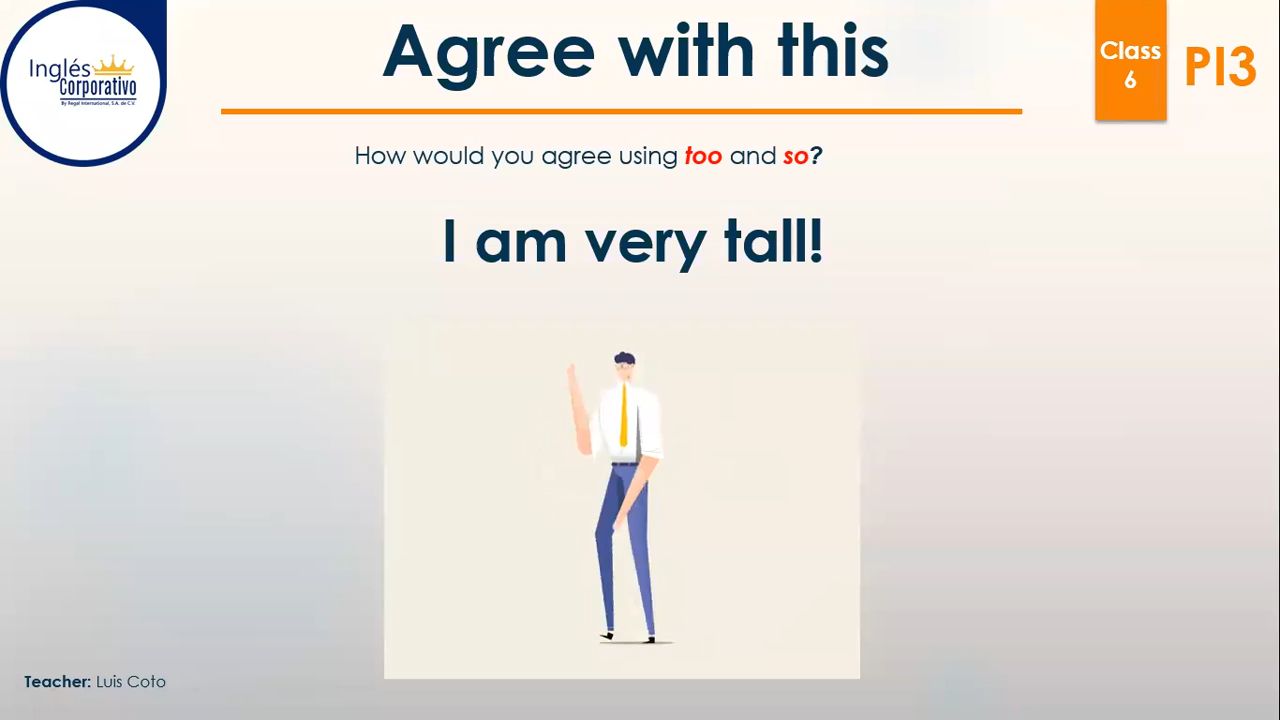 Inglés
Corporativo
By Regal International, S.A. de C.V.
Agree with this
Class
6
PI3
How would you agree using too and so?
I am very tall!
Teacher: Luis Coto